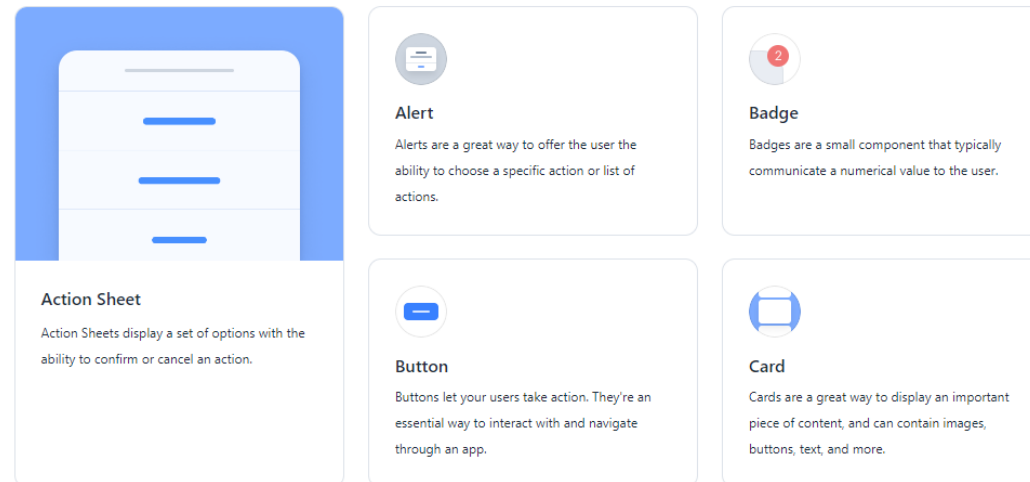 Action Sheet
Action Sheets display a set of options with the
ability to confirm or cancel an action.
Alert
Alerts are a great way to offer the user the
ability to choose a specific action or list of
actions.
2
Badge
Badges are a small component that typically
communicate a numerical value to the user.
Button
Buttons let your users take action. They're an
essential way to interact with and navigate
through an app.
Card
Cards are a great way to display an important
piece of content, and can contain images,
buttons, text, and more.